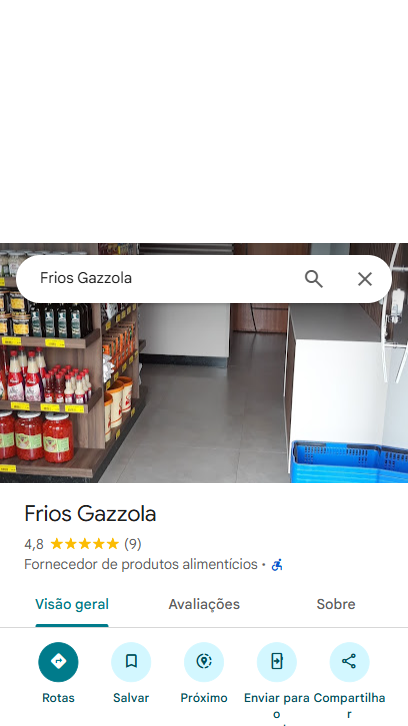 Frios Gazzola
Frios Gazzola
4,8 (9)
Fornecedor de produtos alimentícios ·
Visão geral Avaliações Sobre
Rotas Salvar Próximo Enviar para o Compartilhar